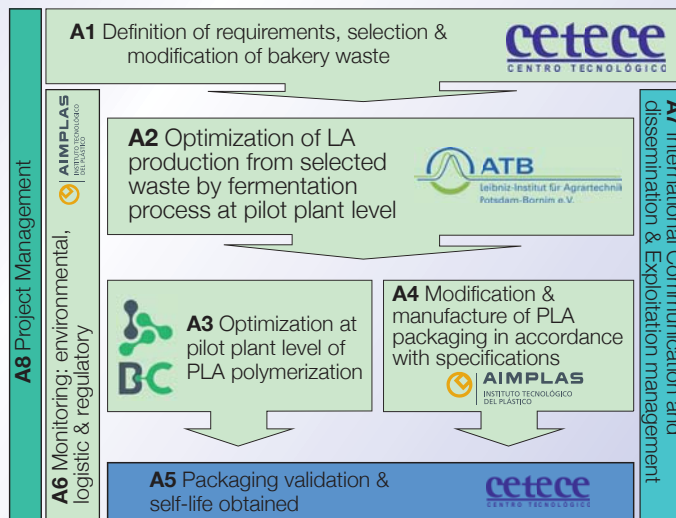 A1 Definition of requirements, selection &
modification of bakery waste
cetece
CENTRO TECNOLÓGICO
A2 Optimization of LA
production from selected
waste by fermentation
process at pilot plant level
ATB
Leibniz-Institut für Agrartechnik
Potsdam-Bornim e.V.
A3 Optimization at
pilot plant level of
PLA polymerization
BC
A4 Modification &
manufacture of PLA
packaging in accordance
with specifications
AIMPLAS
INSTITUTO TECNOLÓGICO
DEL PLÁSTICO
A5 Packaging validation &
self-life obtained
cetece
CENTRO TECNOLÓGICO
A6 Monitoring: environmental,
logistic & regulatory
AIMPLAS
INSTITUTO TECNOLÓGICO
DEL PLÁSTICO
A7 International Communication and
dissemination & Exploitation management
A8 Project Management